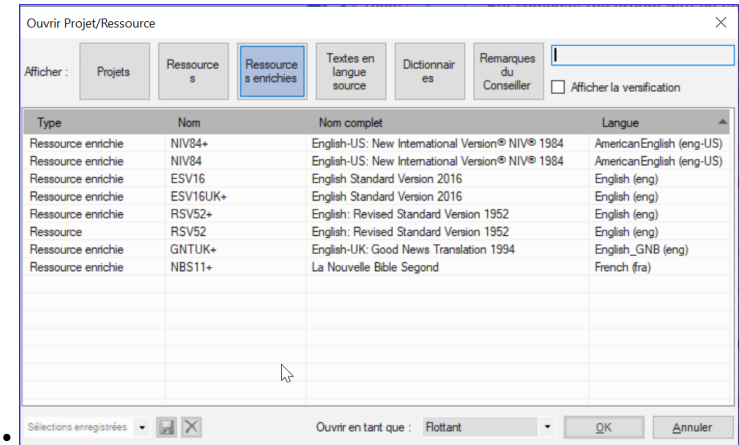 Ouvrir Projet/Ressource
Afficher : Projets Ressource Ressource Textes en Dictionnair Remarques
s s enrichies langue es du
source Conseiller Afficher la versification
Type Nom Nom complet Langue
Ressource enrichie NIV84+ English-US: New International Version® NIV® 1984 AmericanEnglish (eng-US)
Ressource enrichie NIV84 English-US: New International Version® NIV® 1984 AmericanEnglish (eng-US)
Ressource enrichie ESV16 English Standard Version 2016 English (eng)
Ressource enrichie ESV16UK+ English Standard Version 2016 English (eng)
Ressource enrichie RSV52+ English: Revised Standard Version 1952 English (eng)
Ressource RSV52 English: Revised Standard Version 1952 English (eng)
Ressource enrichie GNTUK+ English-UK: Good News Translation 1994 English_GNB (eng)
Ressource enrichie NBS11+ La Nouvelle Bible Segond French (fra)
Sélections enregistrées Ouvrir en tant que : Flottant OK Annuler